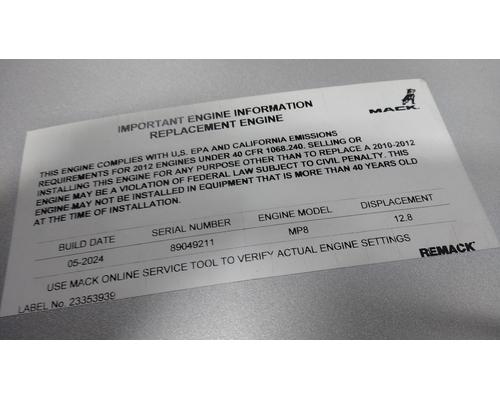 MACK
IMPORTANT ENGINE INFORMATION
REPLACEMENT ENGINE
THIS ENGINE COMPLIES WITH U.S. EPA AND CALIFORNIA EMISSIONS
REQUIREMENTS FOR 2012 ENGINES UNDER 40 CFR 1068.240. SELLING OR
INSTALLING THIS ENGINE FOR ANY PURPOSE OTHER THAN TO REPLACE A 2010-2012
ENGINE MAY BE A VIOLATION OF FEDERAL LAW SUBJECT TO CIVIL PENALTY. THIS
ENGINE MAY NOT BE INSTALLED IN EQUIPMENT THAT IS MORE THAN 40 YEARS OLD
AT THE TIME OF INSTALLATION.
BUILD DATE SERIAL NUMBER ENGINE MODEL DISPLACEMENT
05-2024 89049211 MP8 12.8
USE MACK ONLINE SERVICE TOOL TO VERIFY ACTUAL ENGINE SETTINGS
LABEL No. 23353939 REMACK